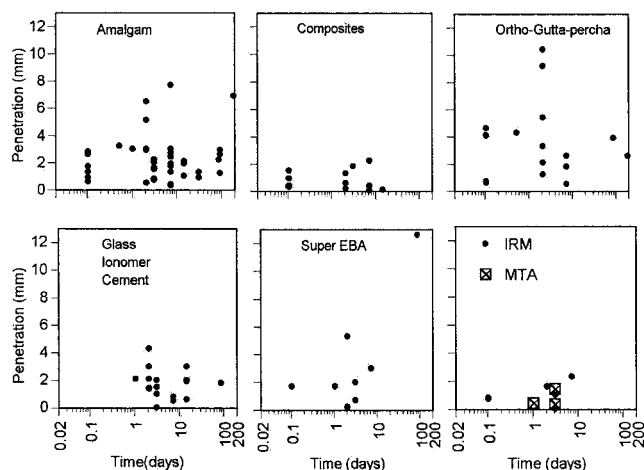 Amalgam
Composites
Ortho-Gutta-percha
Penetration (mm)
12
10
8
6
4
2
0
Glass
Ionomer
Cement
Super EBA
IRM
MTA
Penetration (mm)
12
10
8
6
4
2
0
0.02
0.1
1
10
100
200
0.02
0.1
1
10
100
200
0.02
0.1
1
10
100
200
Time(days)
Time (days)
Time (days)